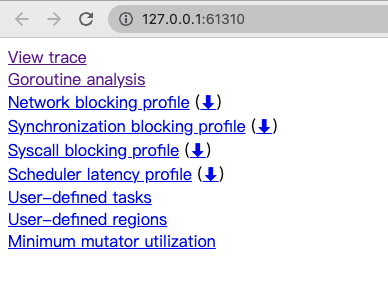 127.0.0.1:61310
View trace
Goroutine analysis
Network blocking profile (⬇)
Synchronization blocking profile (⬇)
Syscall blocking profile (⬇)
Scheduler latency profile (⬇)
User-defined tasks
User-defined regions
Minimum mutator utilization